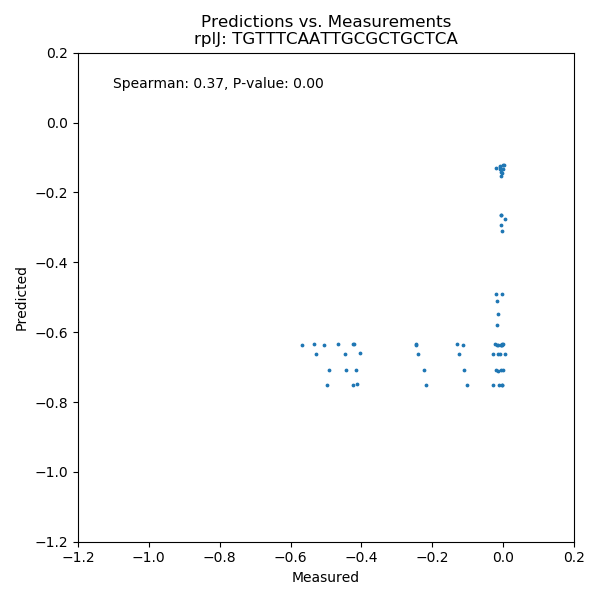 Predictions vs. Measurements
rplJ: TGTTTCAATTGCGCTGCTCA
Spearman: 0.37, P-value: 0.00
0.2
0.0
−0.2
−0.4
−0.6
−0.8
−1.0
−1.2
Predicted
−1.2 −1.0 −0.8 −0.6 −0.4 −0.2 0.0 0.2
Measured